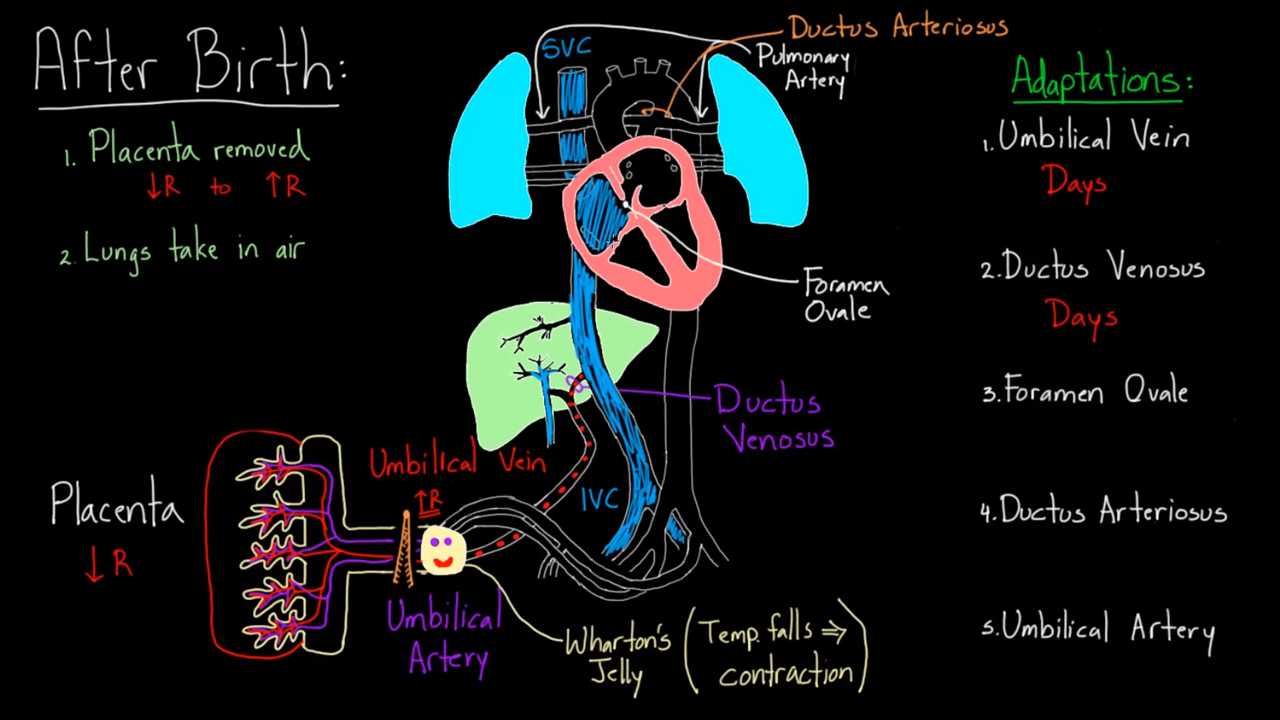 After Birth:
1. Placenta removed
↓R to ↑R
2. Lungs take in air
SVC
Ductus Arteriosus
Pulmonary
Artery
Foramen
Ovale
Ductus
Venosus
Umbilical Vein
↑R
IVC
Placenta
↓R
Umbilical
Artery
Wharton's
Jelly
(Temp. falls ⇒
contraction)
Adaptations:
1. Umbilical Vein
Days
2. Ductus Venosus
Days
3. Foramen Ovale
4. Ductus Arteriosus
5. Umbilical Artery